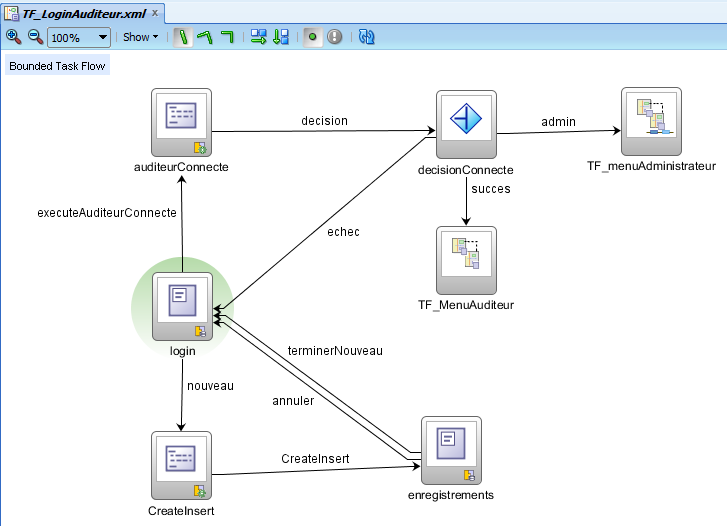 TF_LoginAuditeur.xml
100% Show
Bounded Task Flow
auditeurConnecte
decision
decisionConnecte
admin
TF_menuAdministrateur
succes
executeAuditeurConnecte
echec
TF_MenuAuditeur
login
terminerNouveau
nouveau
annuler
CreateInsert
CreateInsert
enregistrements